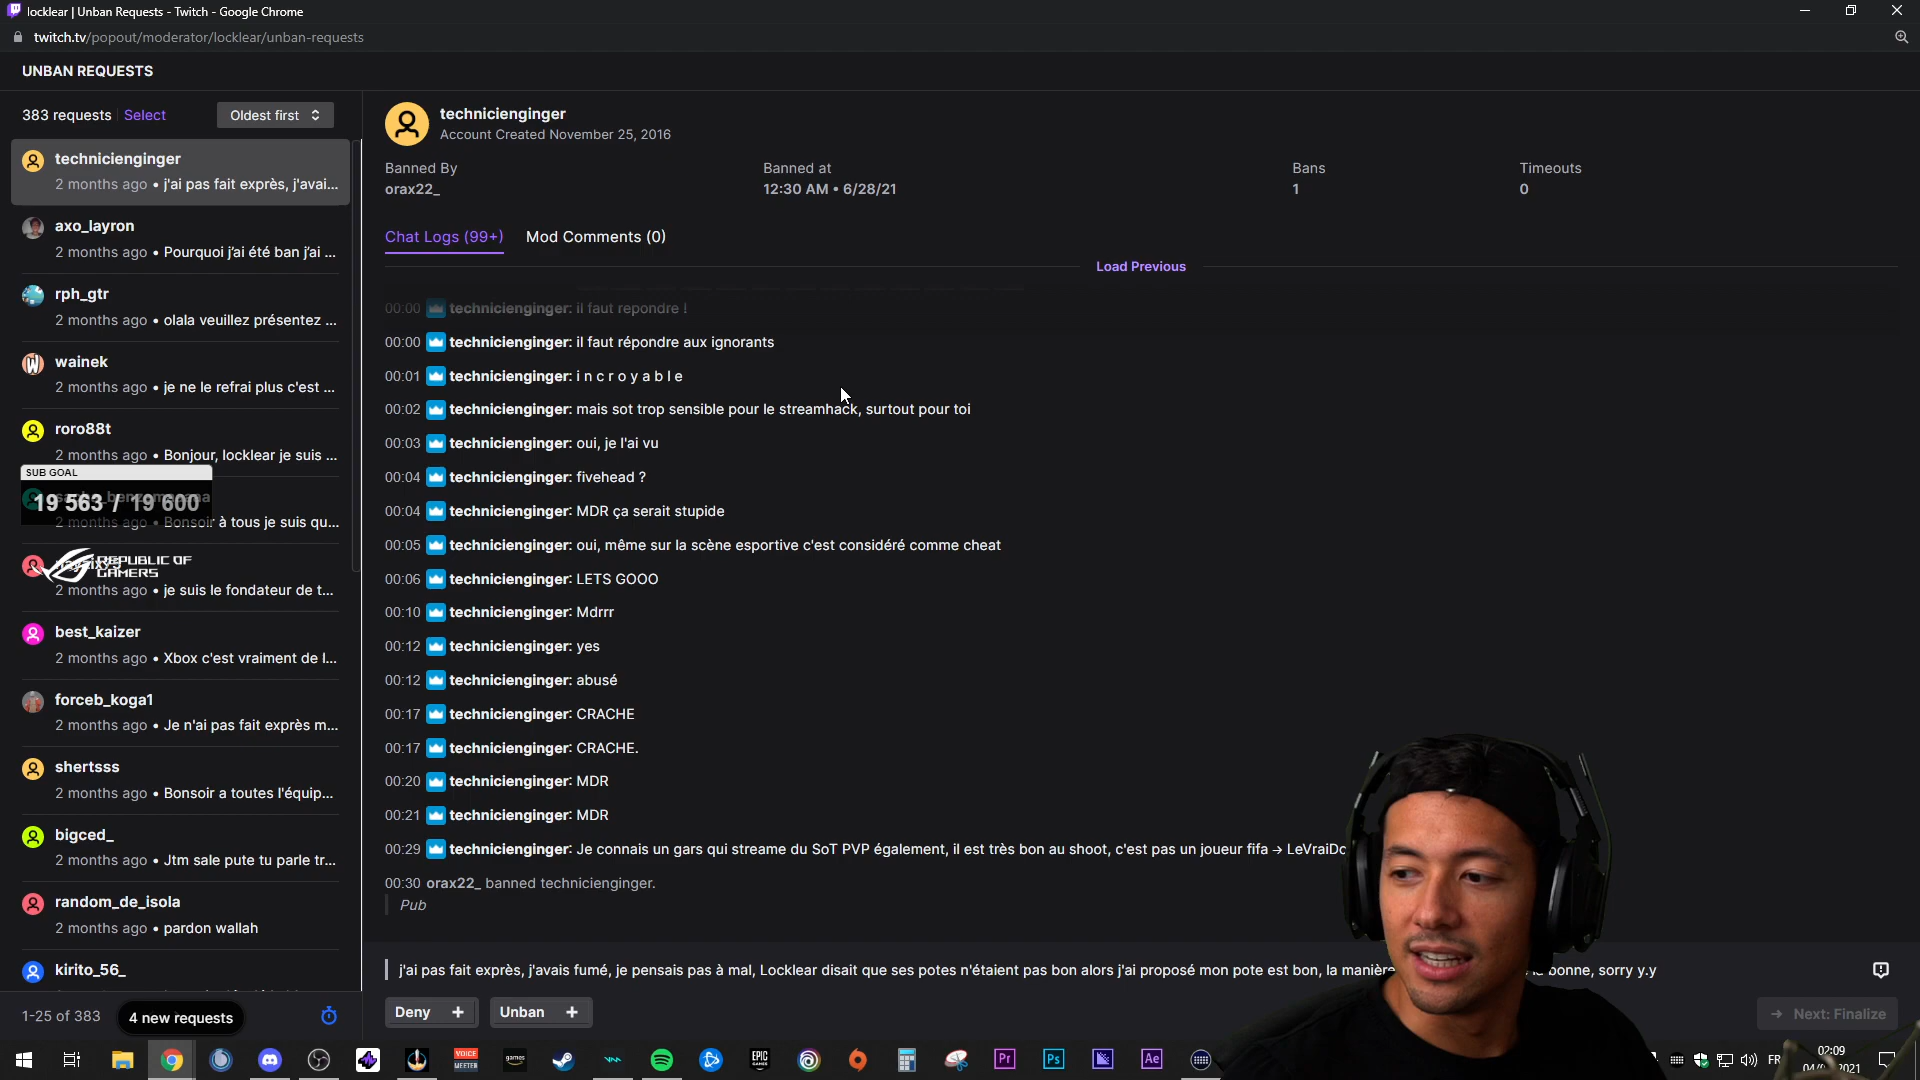 locklear | Unban Requests - Twitch - Google Chrome
twitch.tv/popout/moderator/locklear/unban-requests
UNBAN REQUESTS
383 requests Select Oldest first
technicienginger
2 months ago • j'ai pas fait exprès, j'avai...
axo_layron
2 months ago • Pourquoi j'ai été ban j'ai ...
rph_gtr
2 months ago • olala veuillez présentez ...
wainek
2 months ago • je ne le refrai plus c'est ...
roro88t
2 months ago • Bonjour, locklear je suis ...
SUB GOAL
19 563 / 19 600
2 months ago • Bonsoir à tous je suis qu...
REPUBLIC OF
GAMERS
2 months ago • je suis le fondateur de t...
best_kaizer
2 months ago • Xbox c'est vraiment de l...
forceb_koga1
2 months ago • Je n'ai pas fait exprès m...
shertsss
2 months ago • Bonsoir a toutes l'équip...
bigced_
2 months ago • Jtm sale pute tu parle tr...
random_de_isola
2 months ago • pardon wallah
kirito_56_
1-25 of 383
4 new requests
technicienginger
Account Created November 25, 2016
Banned By Banned at Bans Timeouts
orax22_ 12:30 AM • 6/28/21 1 0
Chat Logs (99+) Mod Comments (0)
Load Previous
00:00 technicienginger: il faut repondre !
00:00 technicienginger: il faut répondre aux ignorants
00:01 technicienginger: i n c r o y a b l e
00:02 technicienginger: mais sot trop sensible pour le streamhack, surtout pour toi
00:03 technicienginger: oui, je l'ai vu
00:04 technicienginger: fivehead ?
00:04 technicienginger: MDR ça serait stupide
00:05 technicienginger: oui, même sur la scène esportive c'est considéré comme cheat
00:06 technicienginger: LETS GOOO
00:10 technicienginger: Mdrrr
00:12 technicienginger: yes
00:12 technicienginger: abusé
00:17 technicienginger: CRACHE
00:17 technicienginger: CRACHE.
00:20 technicienginger: MDR
00:21 technicienginger: MDR
00:29 technicienginger: Je connais un gars qui streame du SoT PVP également, il est très bon au shoot, c'est pas un joueur fifa → LeVraiDo
00:30 orax22_ banned technicienginger.
Pub
j'ai pas fait exprès, j'avais fumé, je pensais pas à mal, Locklear disait que ses potes n'étaient pas bon alors j'ai proposé mon pote est bon, la manière bonne, sorry y.y
Deny + Unban +
→ Next: Finalize
VOICE
MEETER
games
EPIC
GAMES
Pr
Ps
Ae
FR
02:09
2021